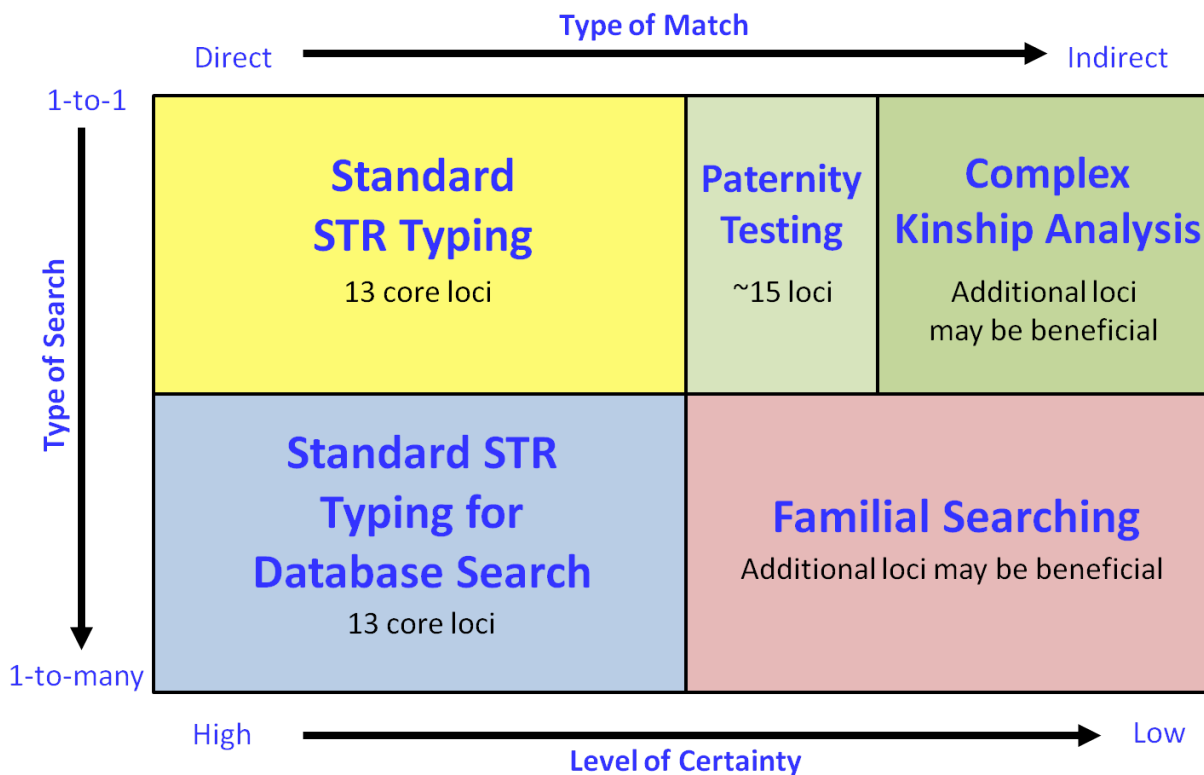 Type of Match
Direct
Indirect
1-to-1
Type of Search
1-to-many
Standard
STR Typing
13 core loci
Paternity
Testing
~15 loci
Complex
Kinship Analysis
Additional loci
may be beneficial
Standard STR
Typing for
Database Search
13 core loci
Familial Searching
Additional loci may be beneficial
High
Low
Level of Certainty